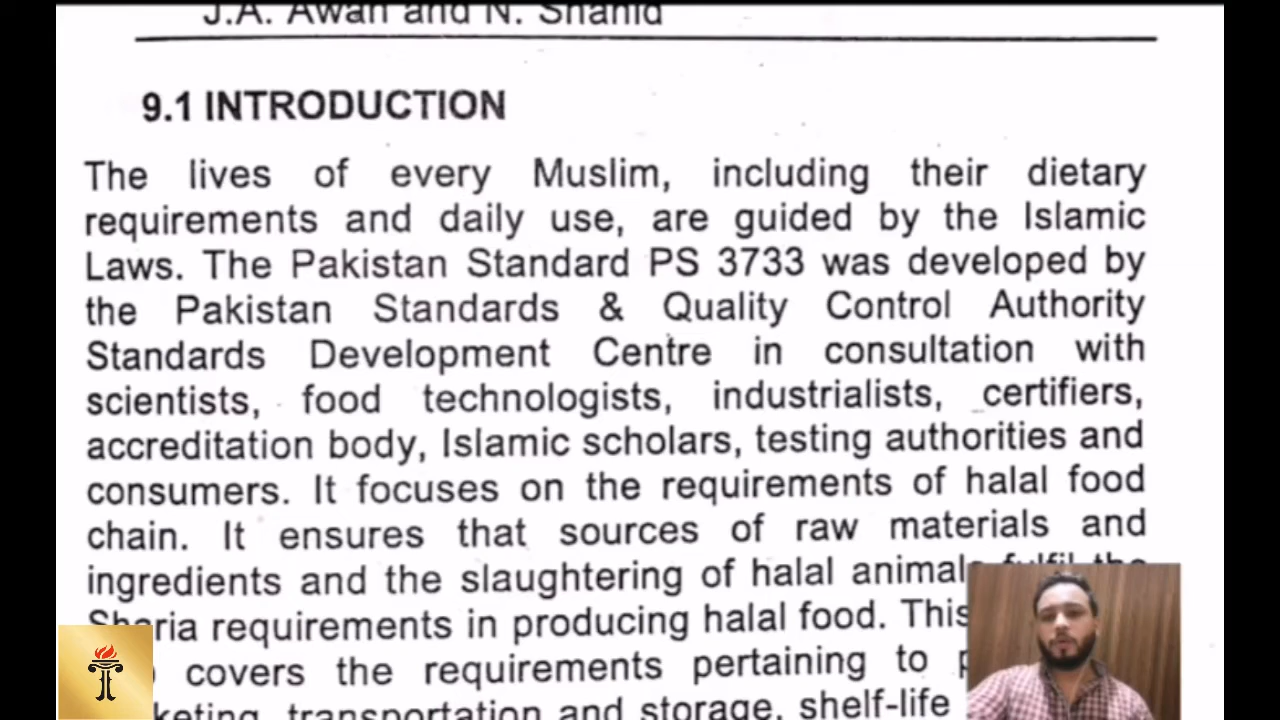 J.A. Awan and N. Shahid
9.1 INTRODUCTION
The lives of every Muslim, including their dietary
requirements and daily use, are guided by the Islamic
Laws. The Pakistan Standard PS 3733 was developed by
the Pakistan Standards & Quality Control Authority
Standards Development Centre in consultation with
scientists, food technologists, industrialists, certifiers,
accreditation body, Islamic scholars, testing authorities and
consumers. It focuses on the requirements of halal food
chain. It ensures that sources of raw materials and
ingredients and the slaughtering of halal animals fulfil the
Sharia requirements in producing halal food. This
covers the requirements pertaining to
transportation and storage, shelf-life